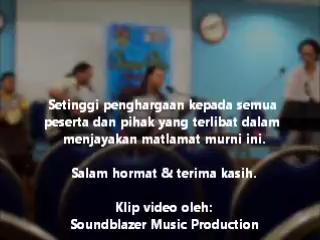 Setinggi penghargaan kepada semua
peserta dan pihak yang terlibat dalam
menjayakan matlamat murni ini.
Salam hormat & terima kasih.
Klip video oleh:
Soundblazer Music Production